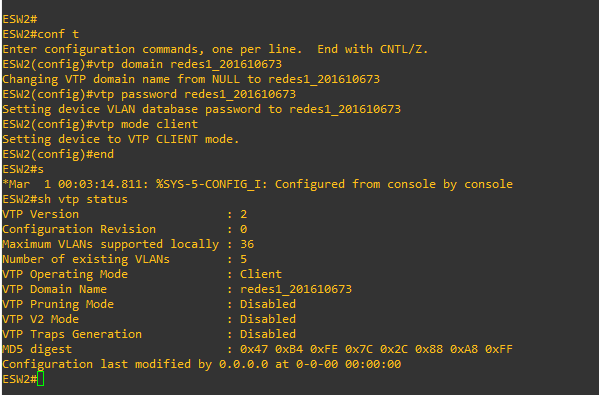 ESW2#
ESW2#conf t
Enter configuration commands, one per line.  End with CNTL/Z.
ESW2(config)#vtp domain redes1_201610673
Changing VTP domain name from NULL to redes1_201610673
ESW2(config)#vtp password redes1_201610673
Setting device VLAN database password to redes1_201610673
ESW2(config)#vtp mode client
Setting device to VTP CLIENT mode.
ESW2(config)#end
ESW2#s
*Mar  1 00:03:14.811: %SYS-5-CONFIG_I: Configured from console by console
ESW2#sh vtp status
VTP Version                     : 2
Configuration Revision          : 0
Maximum VLANs supported locally : 36
Number of existing VLANs        : 5
VTP Operating Mode              : Client
VTP Domain Name                 : redes1_201610673
VTP Pruning Mode                : Disabled
VTP V2 Mode                     : Disabled
VTP Traps Generation            : Disabled
MD5 digest                      : 0x47 0xB4 0xFE 0x7C 0x2C 0x88 0xA8 0xFF
Configuration last modified by 0.0.0.0 at 0-0-00 00:00:00
ESW2#